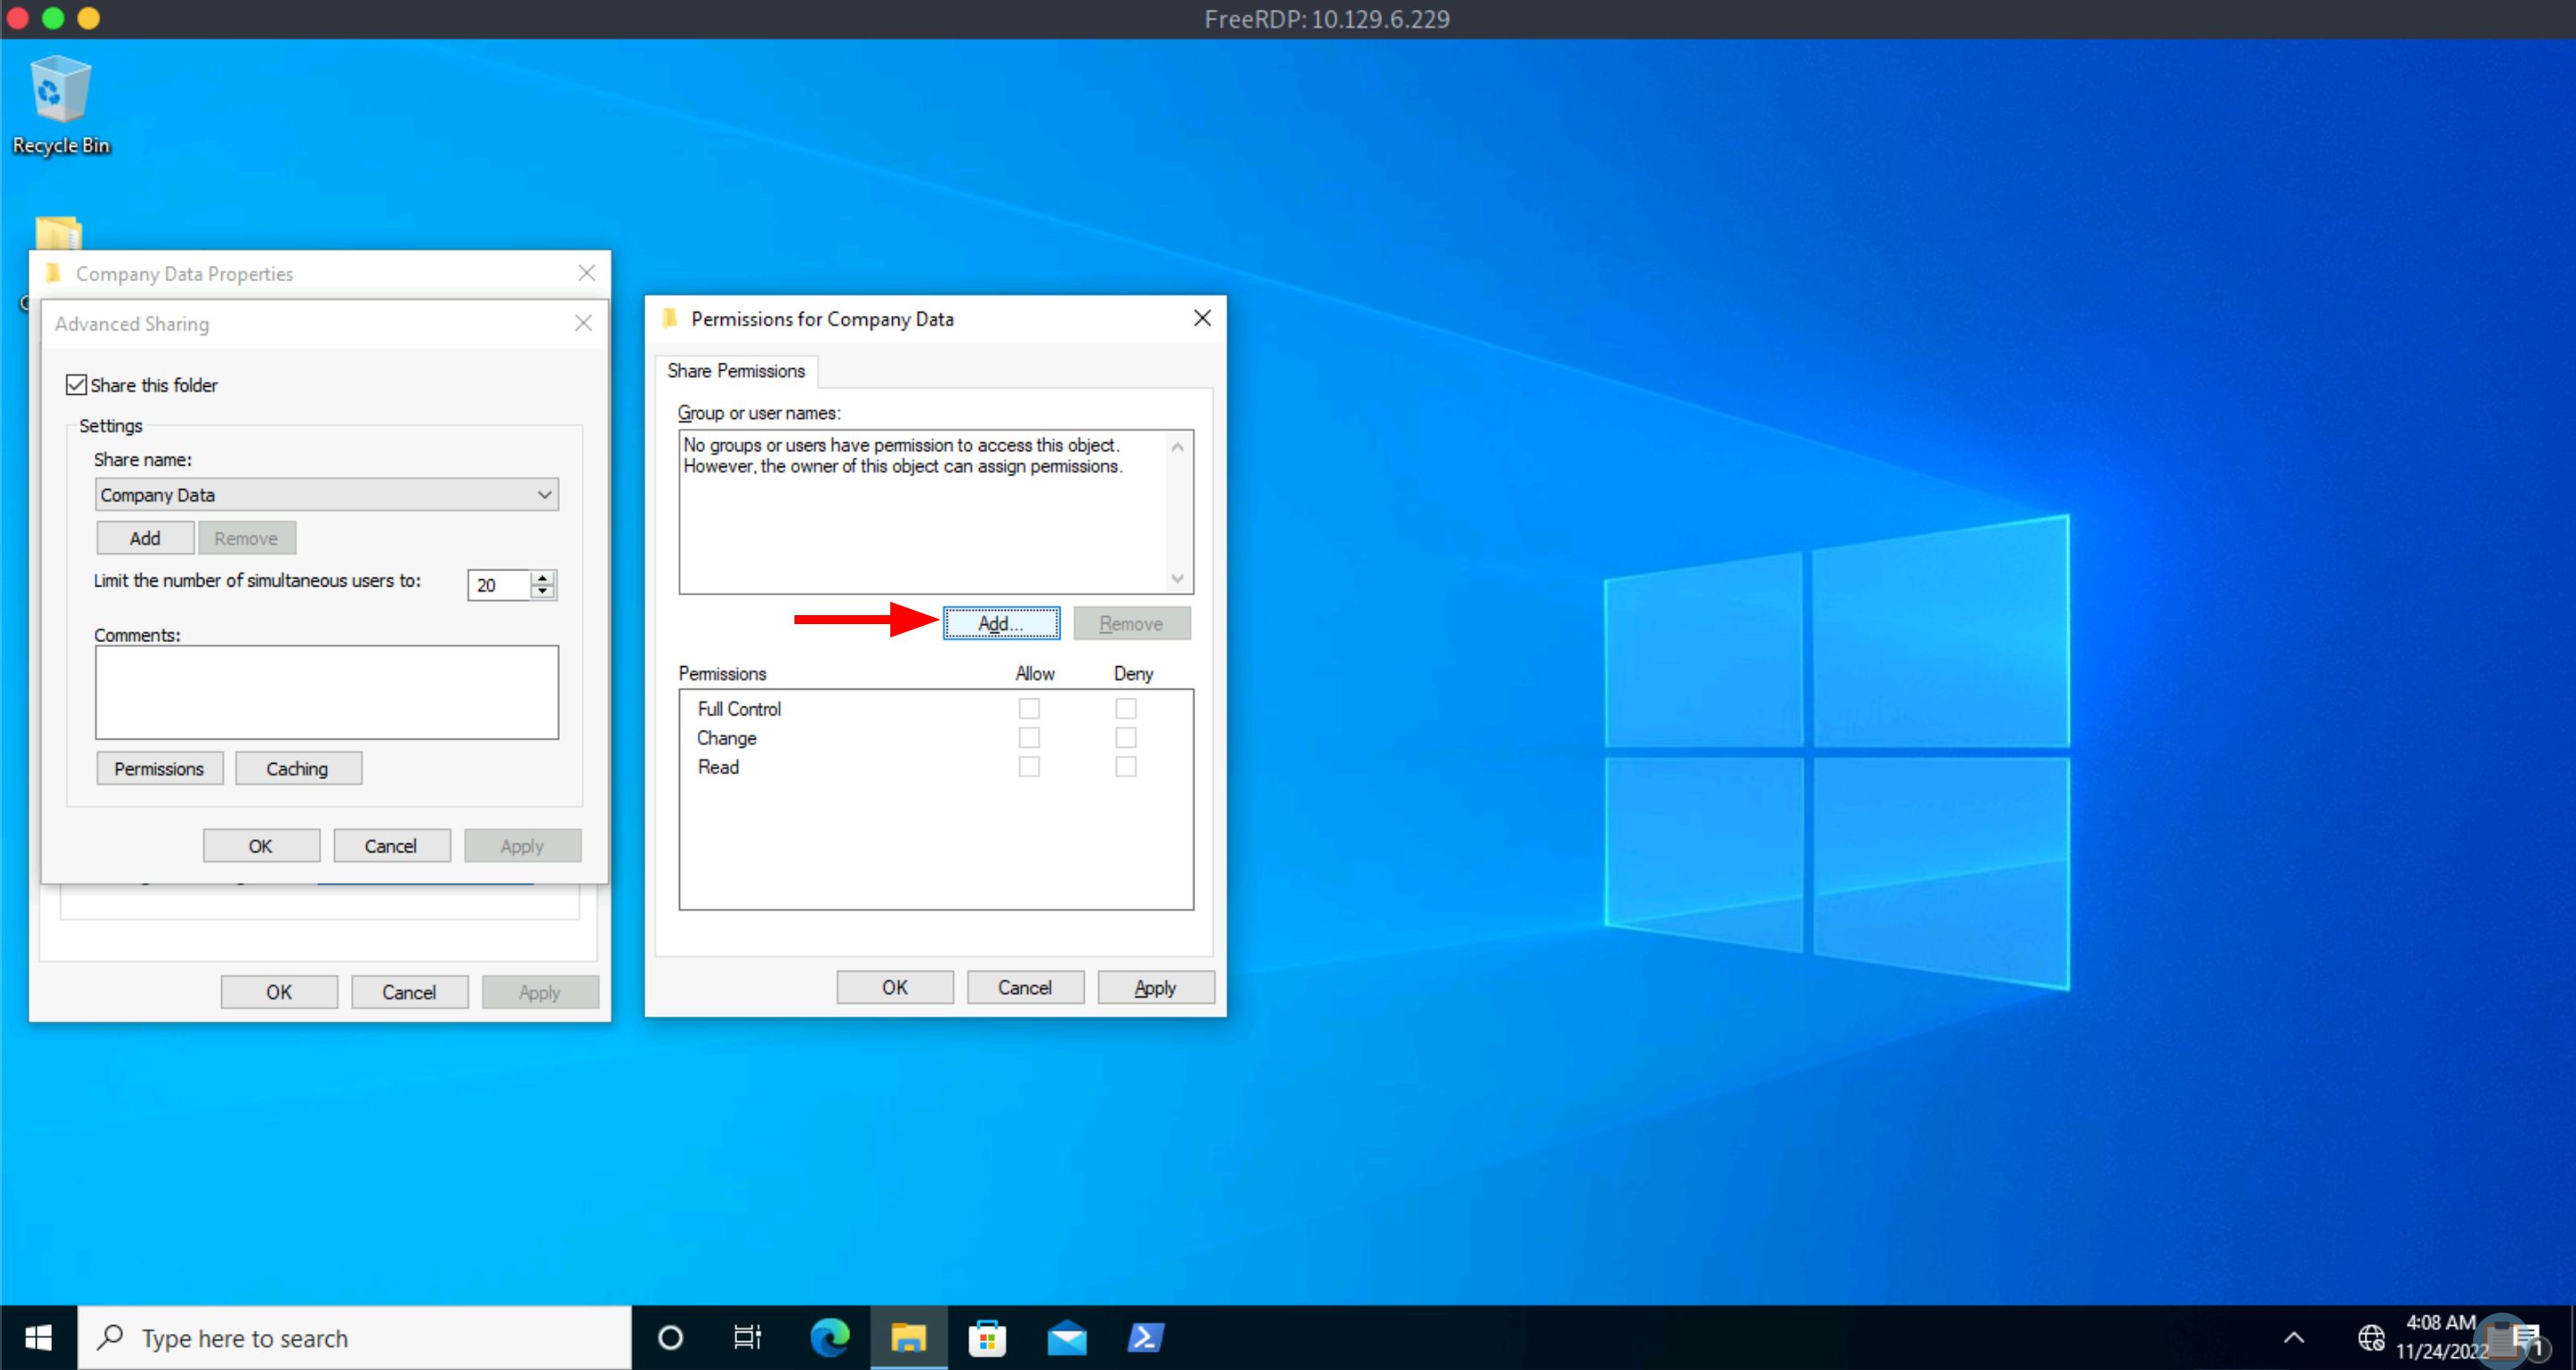 FreeRDP: 10.129.6.229
Recycle Bin
Company Data Properties
Advanced Sharing
Share this folder
Settings
Share name:
Company Data
Add
Remove
Limit the number of simultaneous users to:
20
Comments:
Permissions
Caching
OK
Cancel
Apply
OK
Cancel
Apply
Permissions for Company Data
Share Permissions
Group or user names:
No groups or users have permission to access this object.
However, the owner of this object can assign permissions.
Add...
Remove
Permissions Allow Deny
Full Control
Change
Read
OK
Cancel
Apply
Type here to search
4:08 AM
11/24/2022
1